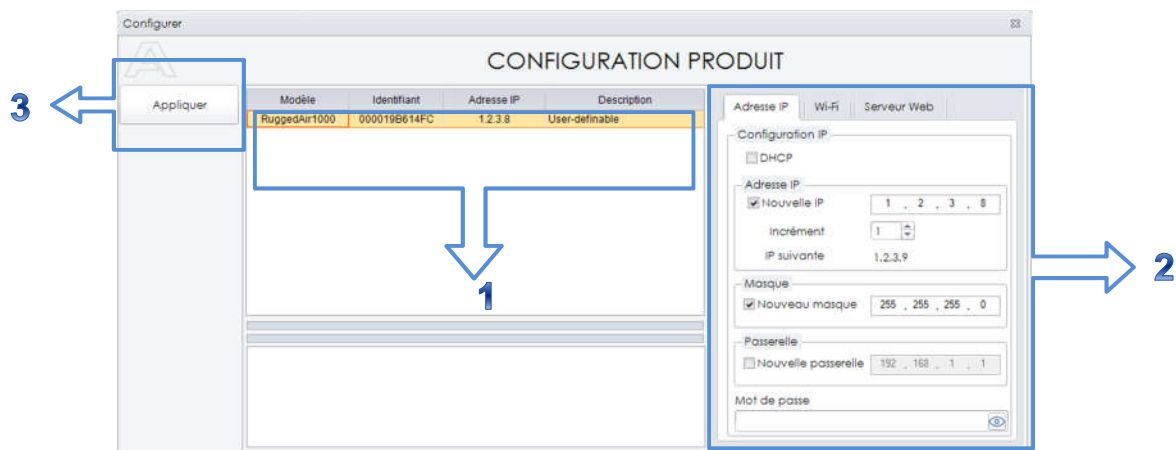 Configurer
CONFIGURATION PRODUIT
3
Appliquer
Modèle Identifiant Adresse IP Description
RuggedAir1000 000019B614FC 1.2.3.8 User-definable
1
Adresse IP Wi-Fi Serveur Web
Configuration IP
DHCP
Adresse IP
Nouvelle IP 1 . 2 . 3 . 8
Incrément 1
IP suivante 1.2.3.9
Masque
Nouveau masque 255 . 255 . 255 . 0
Passerelle
Nouvelle passerelle 192 . 168 . 1 . 1
Mot de passe
2